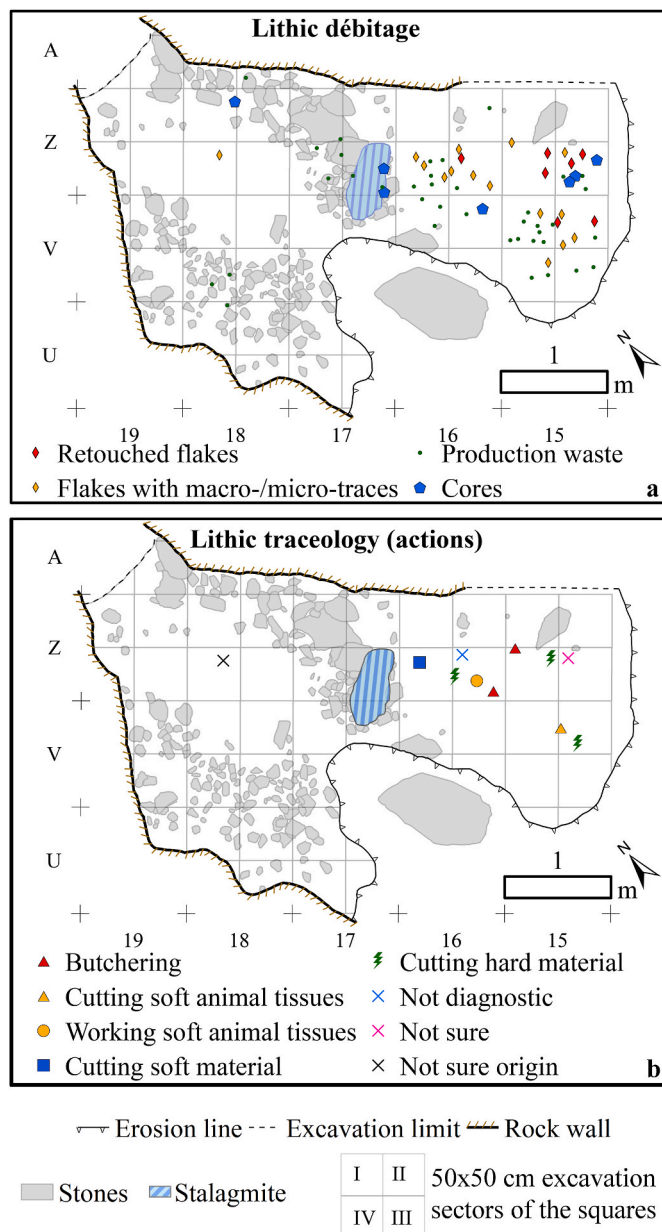 Lithic débitage
A
Z
V
U
N
1
m
19 18 17 16 15
Retouched flakes
Production waste
Flakes with macro-/micro-traces
Cores
a
Lithic traceology (actions)
A
Z
V
U
N
1
m
19 18 17 16 15
Butchering
Cutting hard material
Cutting soft animal tissues
Not diagnostic
Working soft animal tissues
Not sure
Cutting soft material
Not sure origin
b
Erosion line
Excavation limit
Rock wall
Stones
Stalagmite
I II
IV III
50x50 cm excavation
sectors of the squares